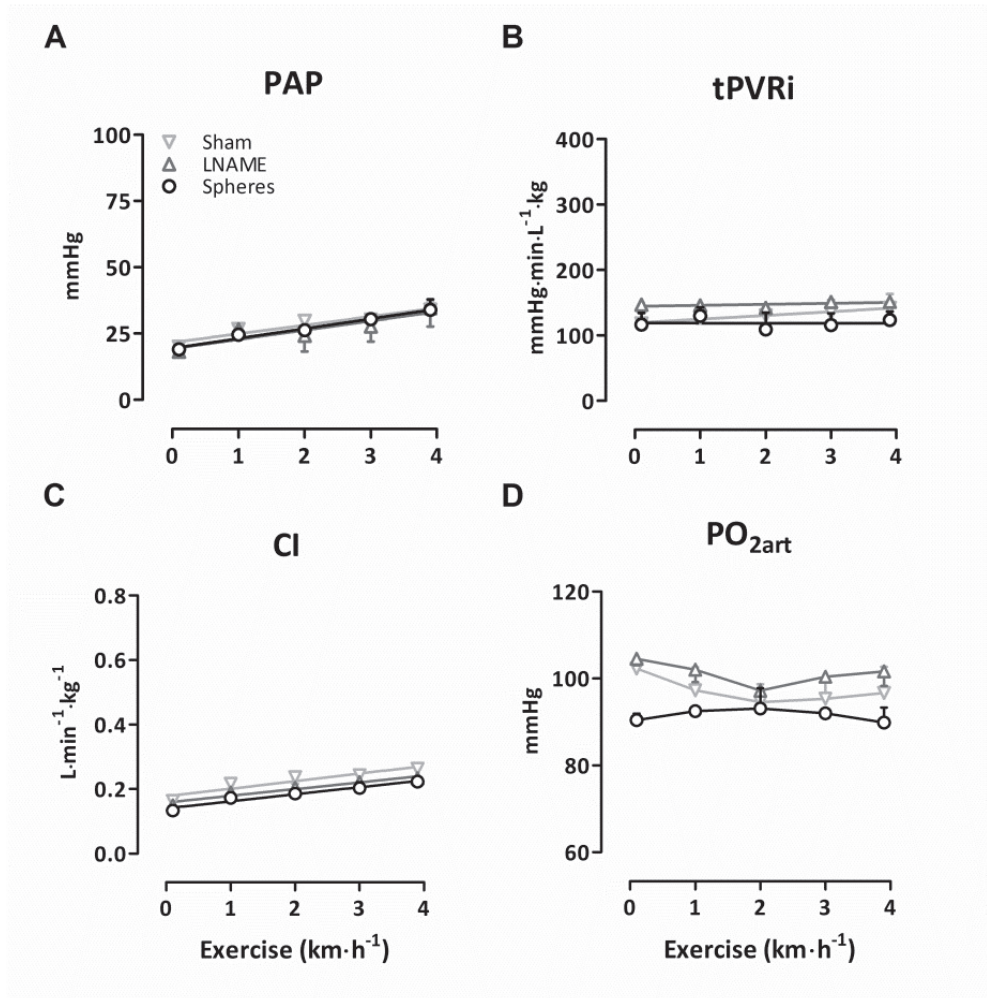 A
PAP
100
75
50
25
0
mmHg
Sham
LNAME
Spheres
0 1 2 3 4
B
tPVRi
400
300
200
100
0
mmHg·min·L⁻¹·kg
0 1 2 3 4
C
CI
0.8
0.6
0.4
0.2
0.0
L·min⁻¹·kg⁻¹
0 1 2 3 4
Exercise (km·h⁻¹)
D
PO₂art
120
100
80
60
mmHg
0 1 2 3 4
Exercise (km·h⁻¹)